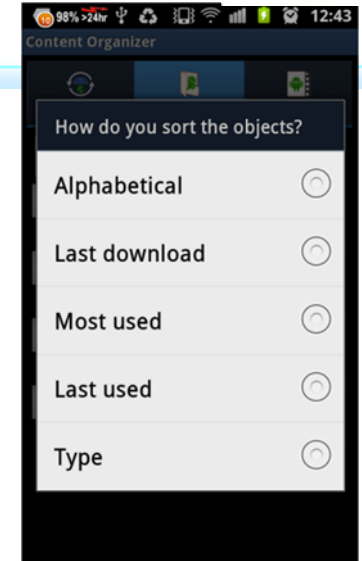 98% >24hr 12:43
Content Organizer
How do you sort the objects?
Alphabetical
Last download
Most used
Last used
Type